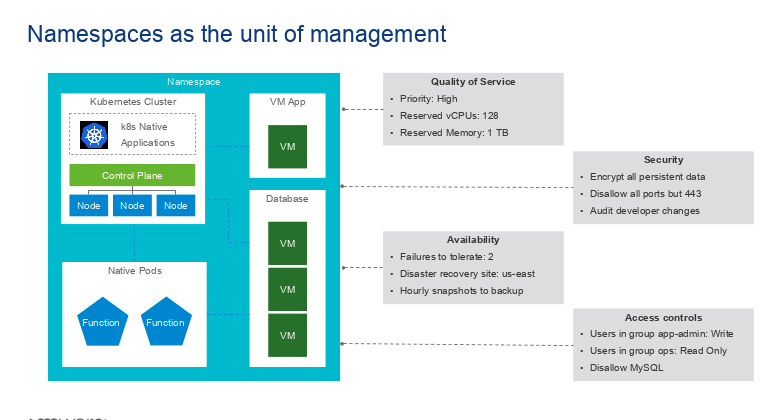 Namespaces as the unit of management
Namespace
Kubernetes Cluster
k8s Native
Applications
Control Plane
Node
Node
Node
Native Pods
Function
Function
VM App
VM
Database
VM
VM
VM
Quality of Service
• Priority: High
• Reserved vCPUs: 128
• Reserved Memory: 1 TB
Security
• Encrypt all persistent data
• Disallow all ports but 443
• Audit developer changes
Availability
• Failures to tolerate: 2
• Disaster recovery site: us-east
• Hourly snapshots to backup
Access controls
• Users in group app-admin: Write
• Users in group ops: Read Only
• Disallow MySQL